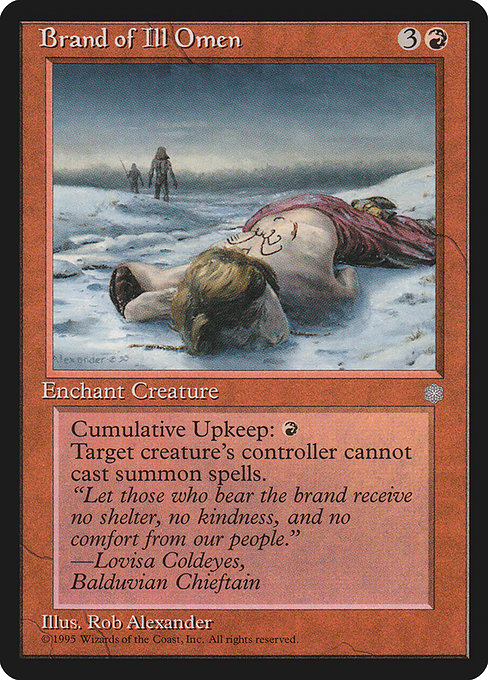 Brand of Ill Omen 3
Alexander © 95
Enchant Creature
Cumulative Upkeep:
Target creature's controller cannot
cast summon spells.
"Let those who bear the brand receive
no shelter, no kindness, and no
comfort from our people."
—Lovisa Coldeyes,
Balduvian Chieftain
Illus. Rob Alexander
©1995 Wizards of the Coast, Inc. All rights reserved.